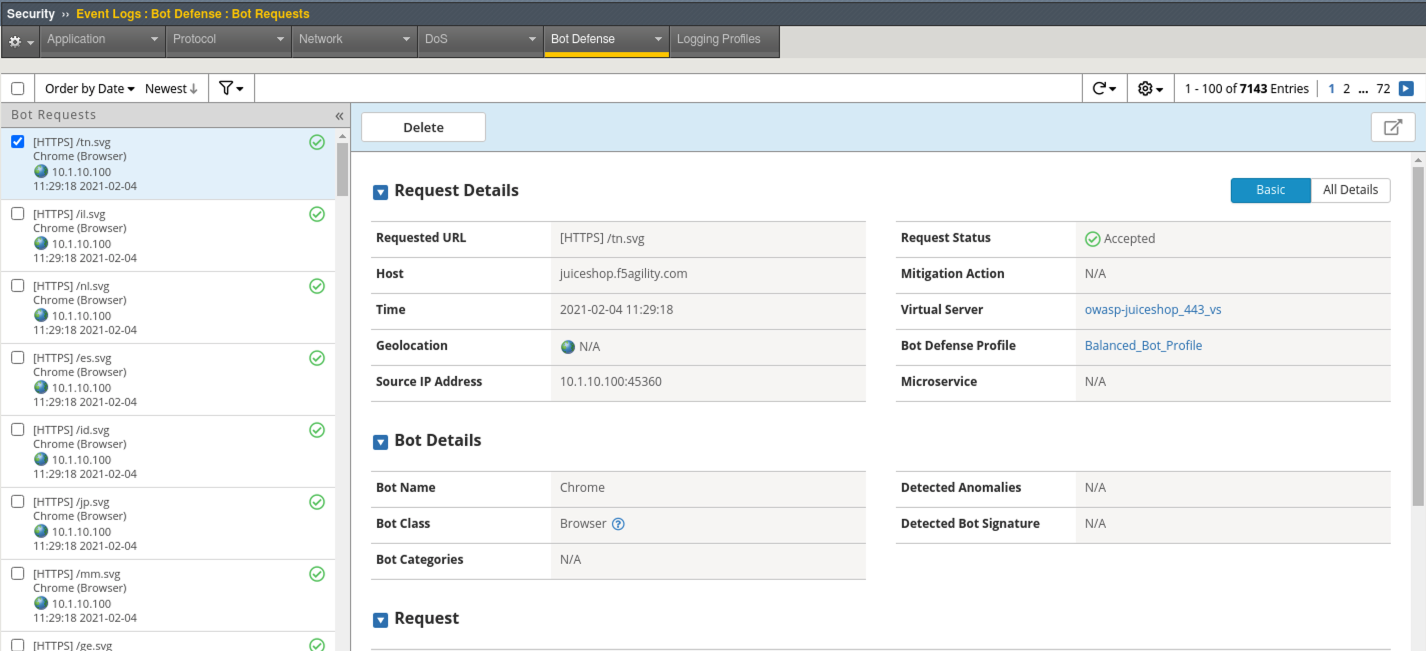 Security ›› Event Logs : Bot Defense : Bot Requests
Application Protocol Network DoS Bot Defense Logging Profiles
Order by Date Newest 1 - 100 of 7143 Entries 1 2 ... 72
Bot Requests «
[HTTPS] /tn.svg
Chrome (Browser)
10.1.10.100
11:29:18 2021-02-04
[HTTPS] /il.svg
Chrome (Browser)
10.1.10.100
11:29:18 2021-02-04
[HTTPS] /nl.svg
Chrome (Browser)
10.1.10.100
11:29:18 2021-02-04
[HTTPS] /es.svg
Chrome (Browser)
10.1.10.100
11:29:18 2021-02-04
[HTTPS] /id.svg
Chrome (Browser)
10.1.10.100
11:29:18 2021-02-04
[HTTPS] /jp.svg
Chrome (Browser)
10.1.10.100
11:29:18 2021-02-04
[HTTPS] /mm.svg
Chrome (Browser)
10.1.10.100
11:29:18 2021-02-04
[HTTPS] /ge.svg
Delete
Request Details Basic All Details
Requested URL [HTTPS] /tn.svg
Host juiceshop.f5agility.com
Time 2021-02-04 11:29:18
Geolocation N/A
Source IP Address 10.1.10.100:45360
Request Status Accepted
Mitigation Action N/A
Virtual Server owasp-juiceshop_443_vs
Bot Defense Profile Balanced_Bot_Profile
Microservice N/A
Bot Details
Bot Name Chrome
Bot Class Browser ?
Bot Categories N/A
Detected Anomalies N/A
Detected Bot Signature N/A
Request